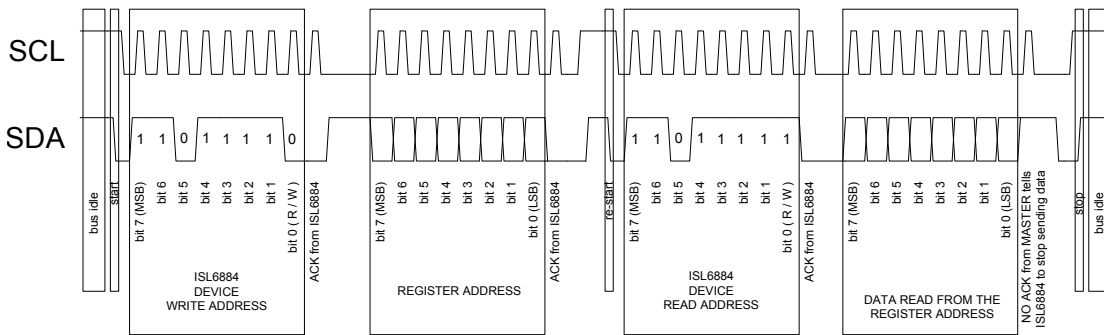 SCL
SDA
1 1 0 1 1 1 1 0
1 1 0 1 1 1 1 1
bus idle
start
bit 7 (MSB)
bit 6
bit 5
bit 4
bit 3
bit 2
bit 1
bit 0 ( R / W )
ACK from ISL6884
bit 7 (MSB)
bit 6
bit 5
bit 4
bit 3
bit 2
bit 1
bit 0 (LSB)
ACK from ISL6884
re-start
bit 7 (MSB)
bit 6
bit 5
bit 4
bit 3
bit 2
bit 1
bit 0 ( R / W )
ACK from ISL6884
bit 7 (MSB)
bit 6
bit 5
bit 4
bit 3
bit 2
bit 1
bit 0 (LSB)
NO ACK from MASTER tells
ISL6884 to stop sending data
stop
bus idle
ISL6884
DEVICE
WRITE ADDRESS
REGISTER ADDRESS
ISL6884
DEVICE
READ ADDRESS
DATA READ FROM THE
REGISTER ADDRESS